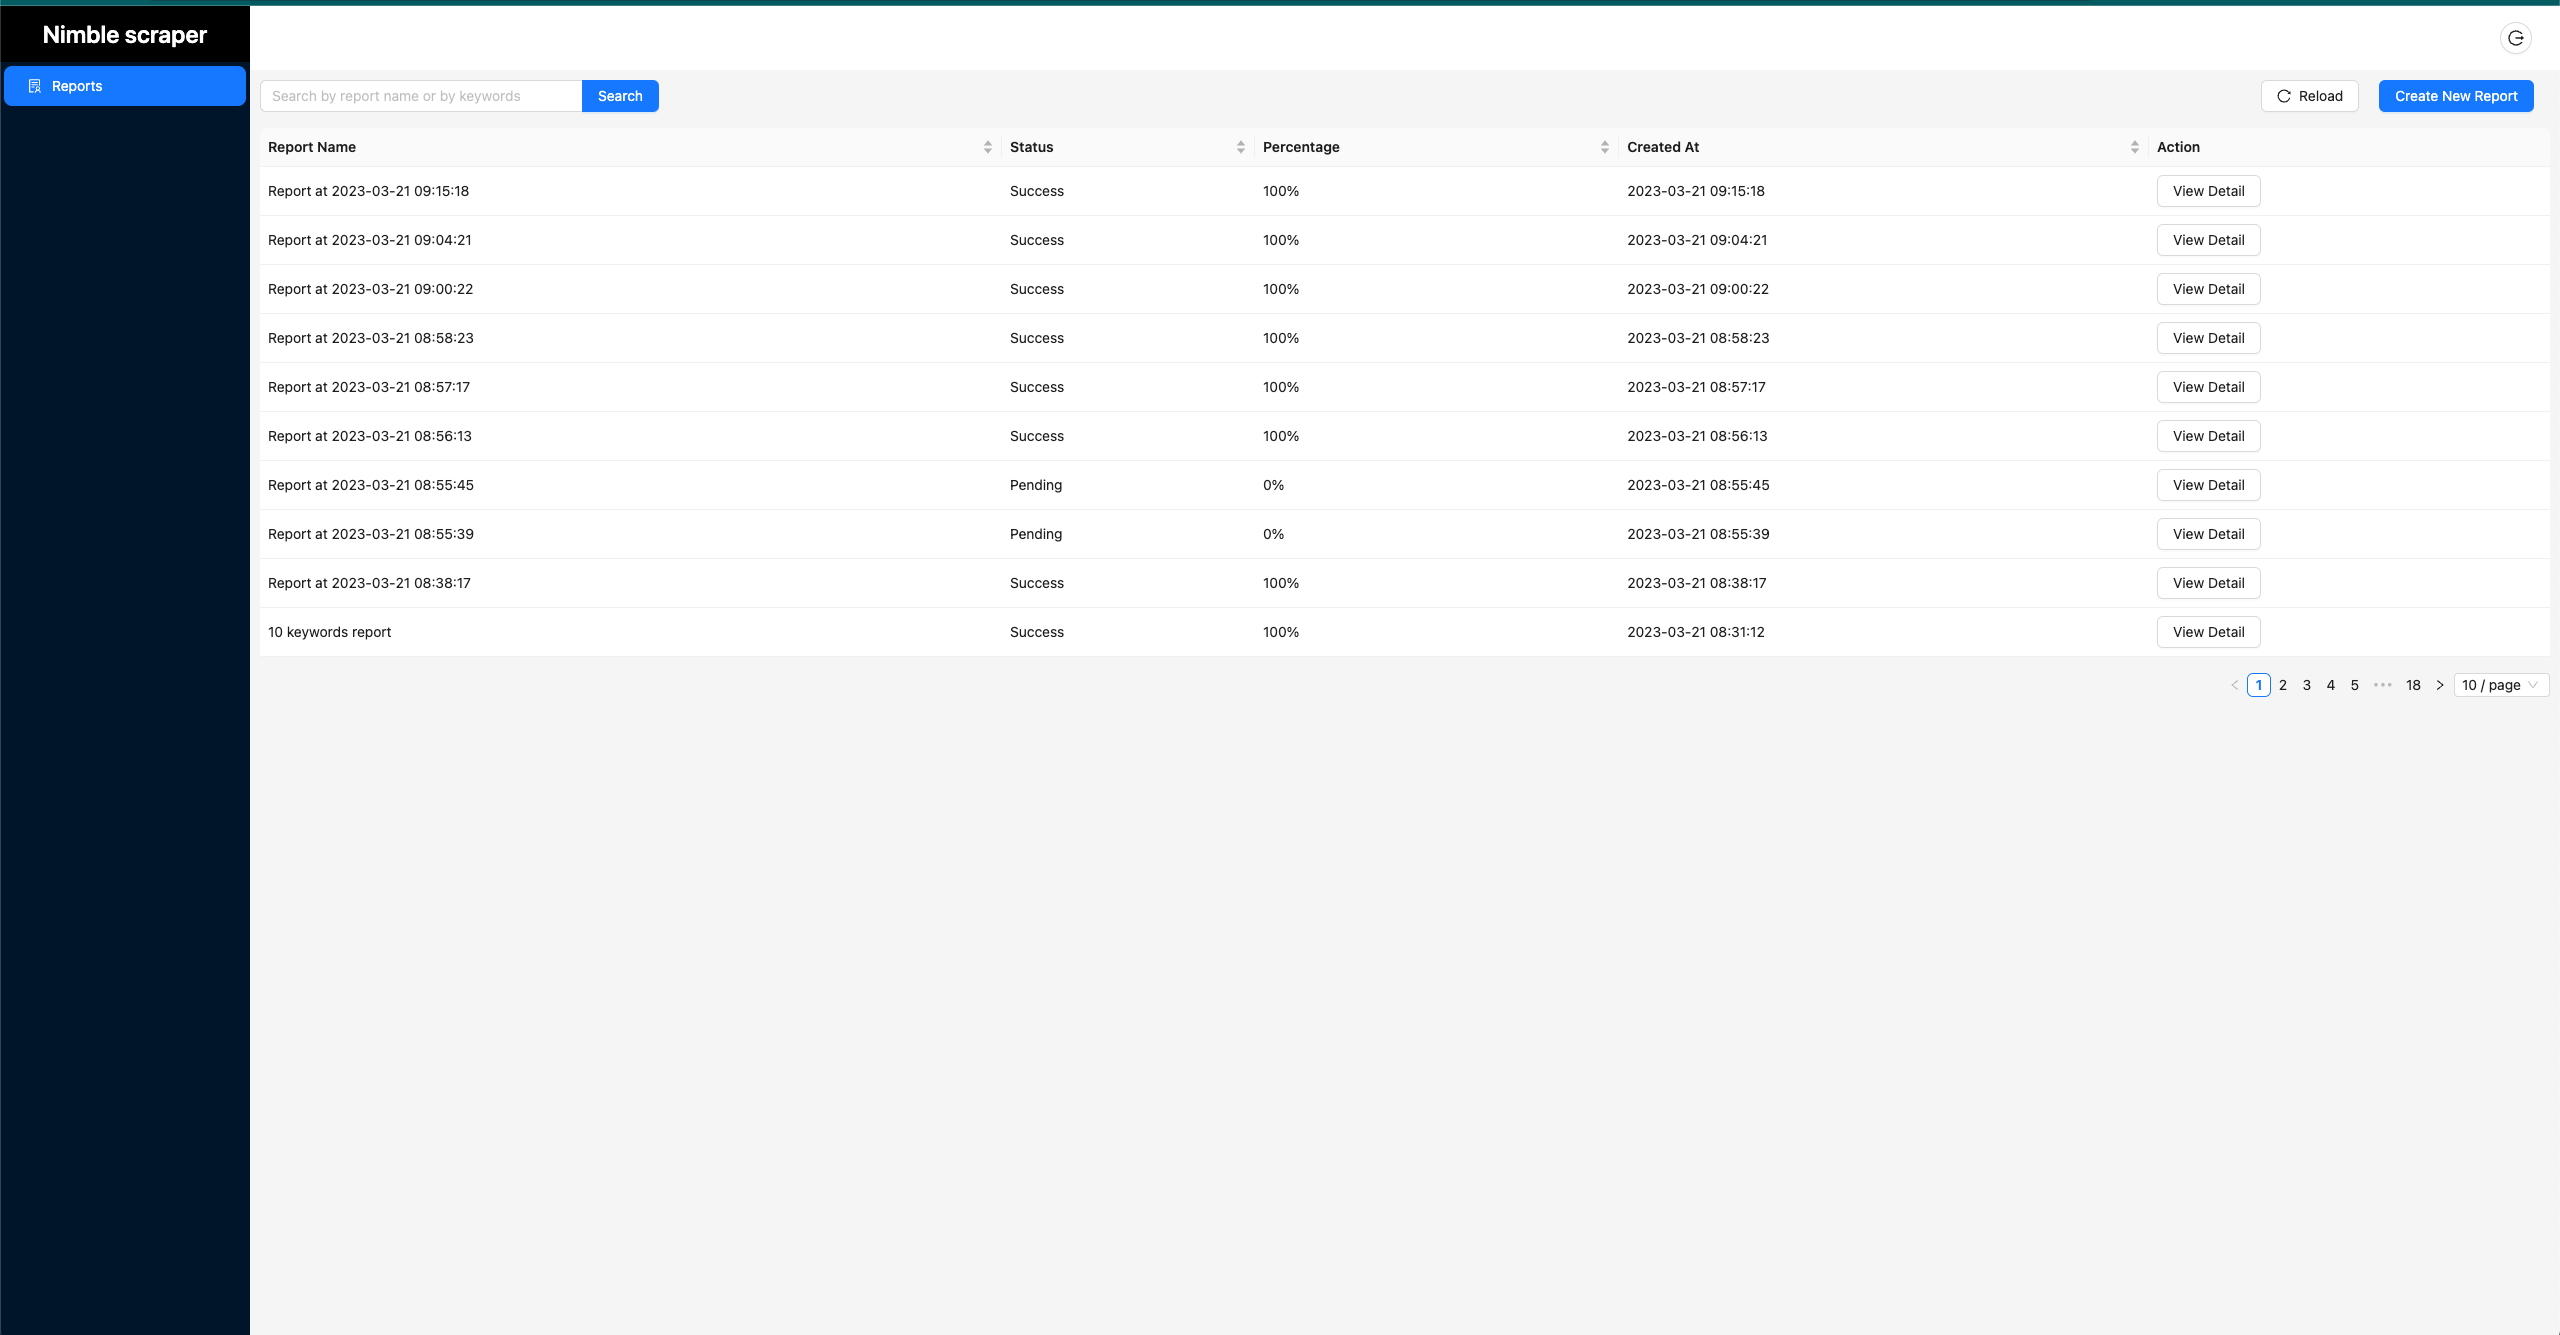 Nimble scraper
Reports
Search by report name or by keywords Search Reload Create New Report
Report Name Status Percentage Created At Action
Report at 2023-03-21 09:15:18 Success 100% 2023-03-21 09:15:18 View Detail
Report at 2023-03-21 09:04:21 Success 100% 2023-03-21 09:04:21 View Detail
Report at 2023-03-21 09:00:22 Success 100% 2023-03-21 09:00:22 View Detail
Report at 2023-03-21 08:58:23 Success 100% 2023-03-21 08:58:23 View Detail
Report at 2023-03-21 08:57:17 Success 100% 2023-03-21 08:57:17 View Detail
Report at 2023-03-21 08:56:13 Success 100% 2023-03-21 08:56:13 View Detail
Report at 2023-03-21 08:55:45 Pending 0% 2023-03-21 08:55:45 View Detail
Report at 2023-03-21 08:55:39 Pending 0% 2023-03-21 08:55:39 View Detail
Report at 2023-03-21 08:38:17 Success 100% 2023-03-21 08:38:17 View Detail
10 keywords report Success 100% 2023-03-21 08:31:12 View Detail
< 1 2 3 4 5 ••• 18 > 10 / page